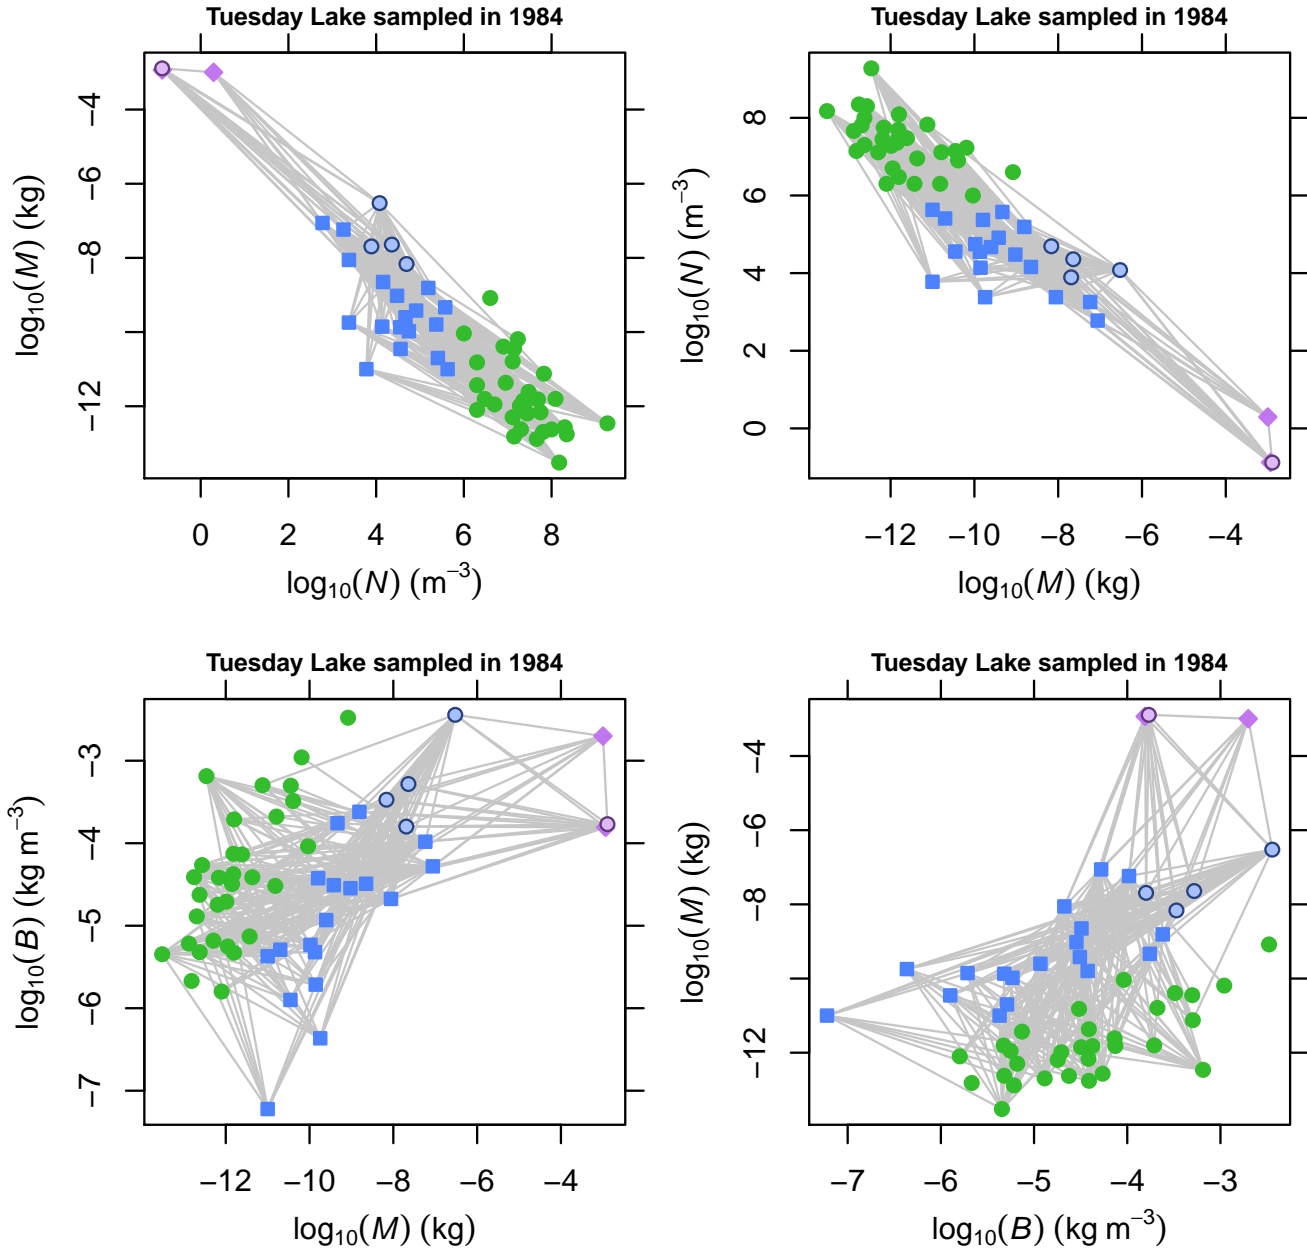 Tuesday Lake sampled in 1984
−4
−6
−8
−12
log10(M) (kg)
0 2 4 6 8
log10(N) (m−3)
Tuesday Lake sampled in 1984
8
6
4
2
0
log10(N) (m−3)
−12 −10 −8 −6 −4
log10(M) (kg)
Tuesday Lake sampled in 1984
−3
−4
−5
−6
−7
log10(B) (kg m−3)
−12 −10 −8 −6 −4
log10(M) (kg)
Tuesday Lake sampled in 1984
−4
−6
−8
−12
log10(M) (kg)
−7 −6 −5 −4 −3
log10(B) (kg m−3)